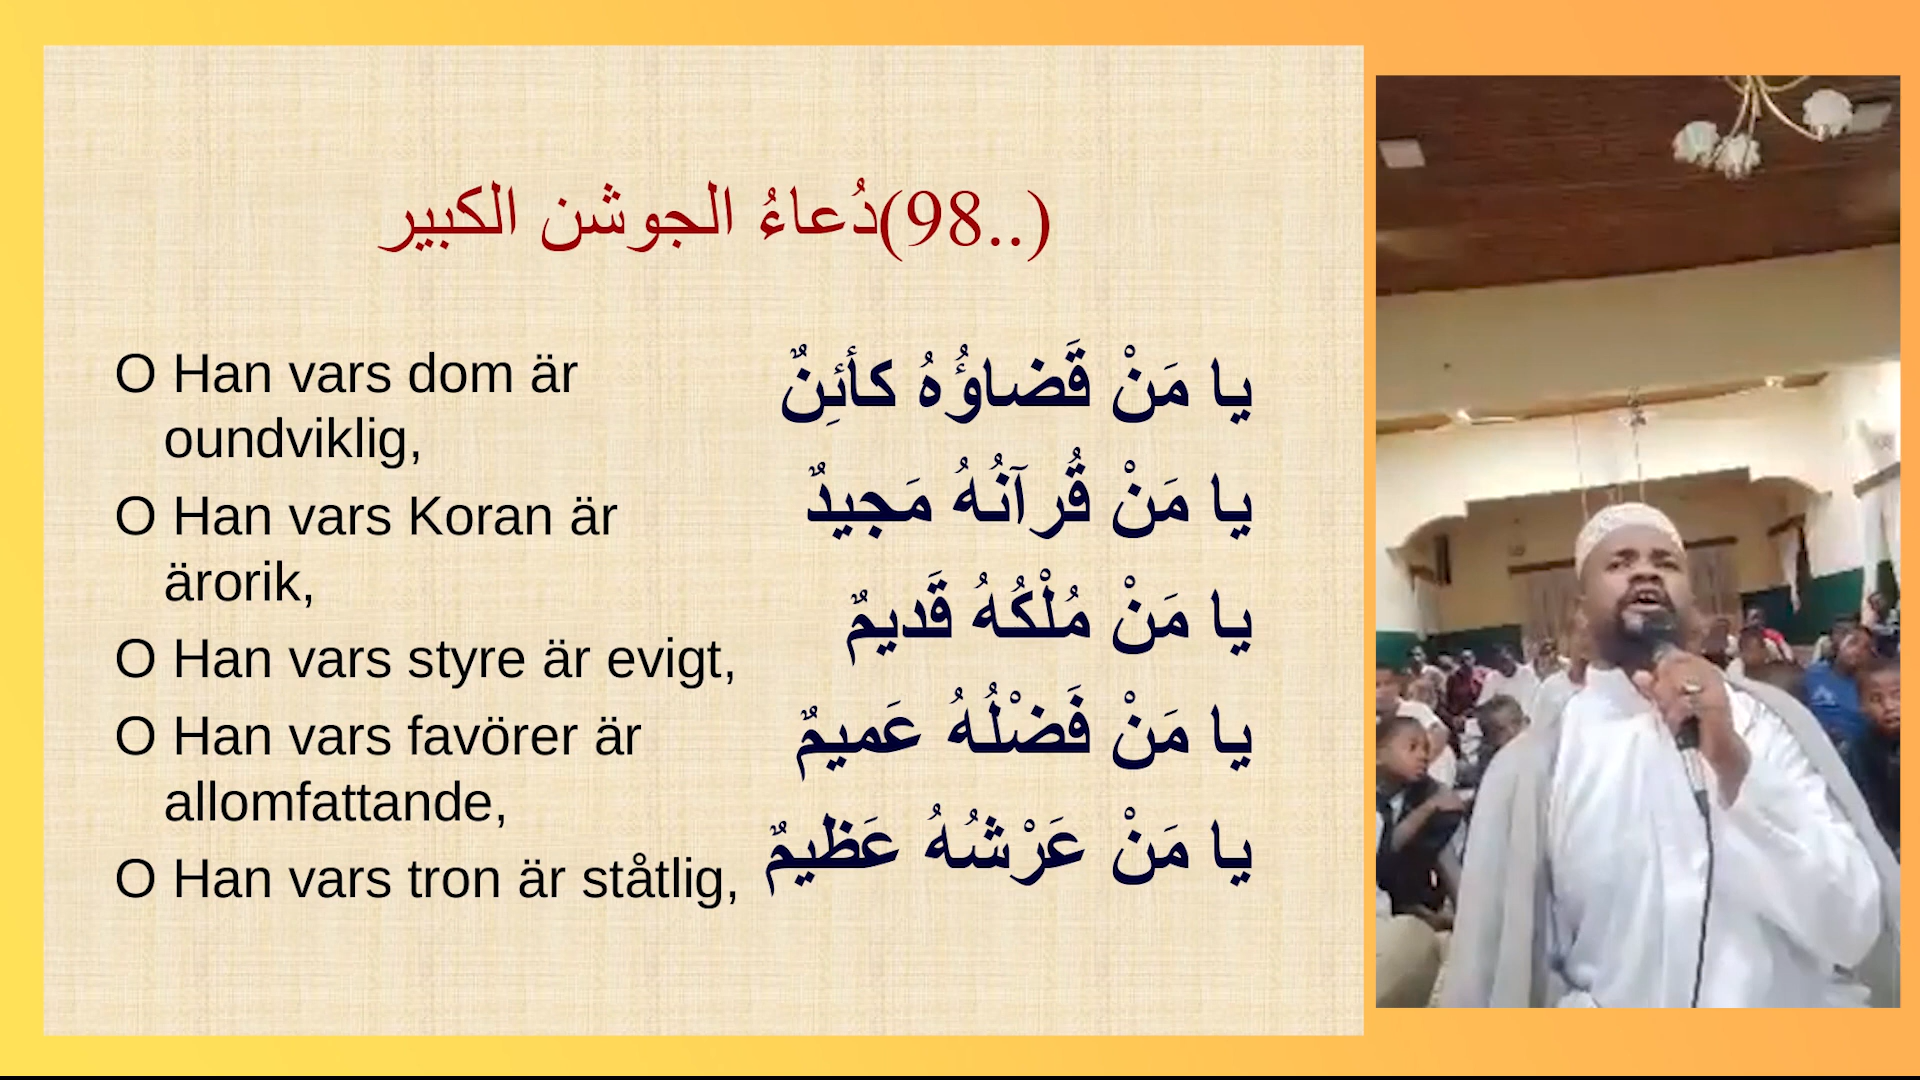 (..98)دُعاءُ الجوشن الكبير
O Han vars dom är
oundviklig,
O Han vars Koran är
ärorik,
O Han vars styre är evigt,
O Han vars favörer är
allomfattande,
O Han vars tron är ståtlig,
يا مَنْ قَضاؤُهُ كأئِنٌ
يا مَنْ قُرآنُهُ مَجيدٌ
يا مَنْ مُلْكُهُ قَديمٌ
يا مَنْ فَضْلُهُ عَميمٌ
يا مَنْ عَرْشُهُ عَظيمٌ